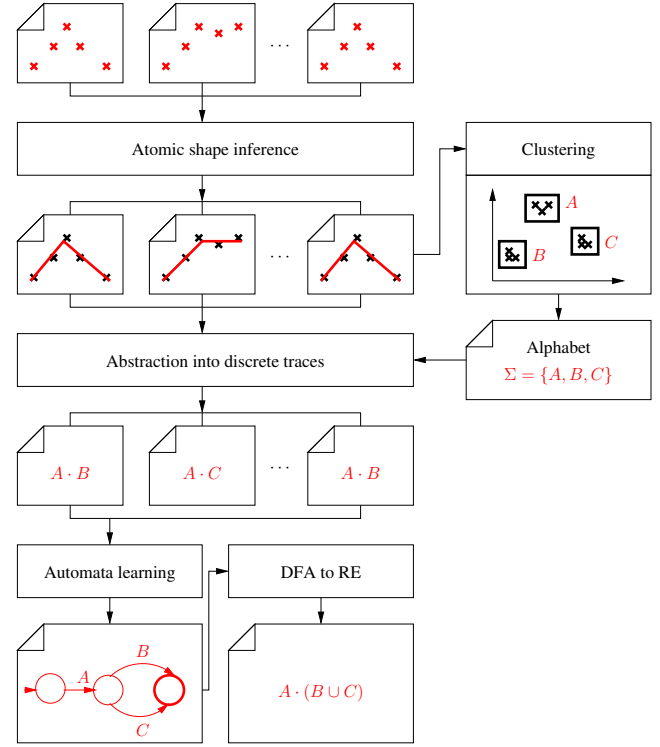 ...
Atomic shape inference
Clustering
A
B
C
...
Abstraction into discrete traces
Alphabet
Σ = {A, B, C}
A · B
A · C
...
A · B
Automata learning
DFA to RE
A
B
C
A · (B ∪ C)